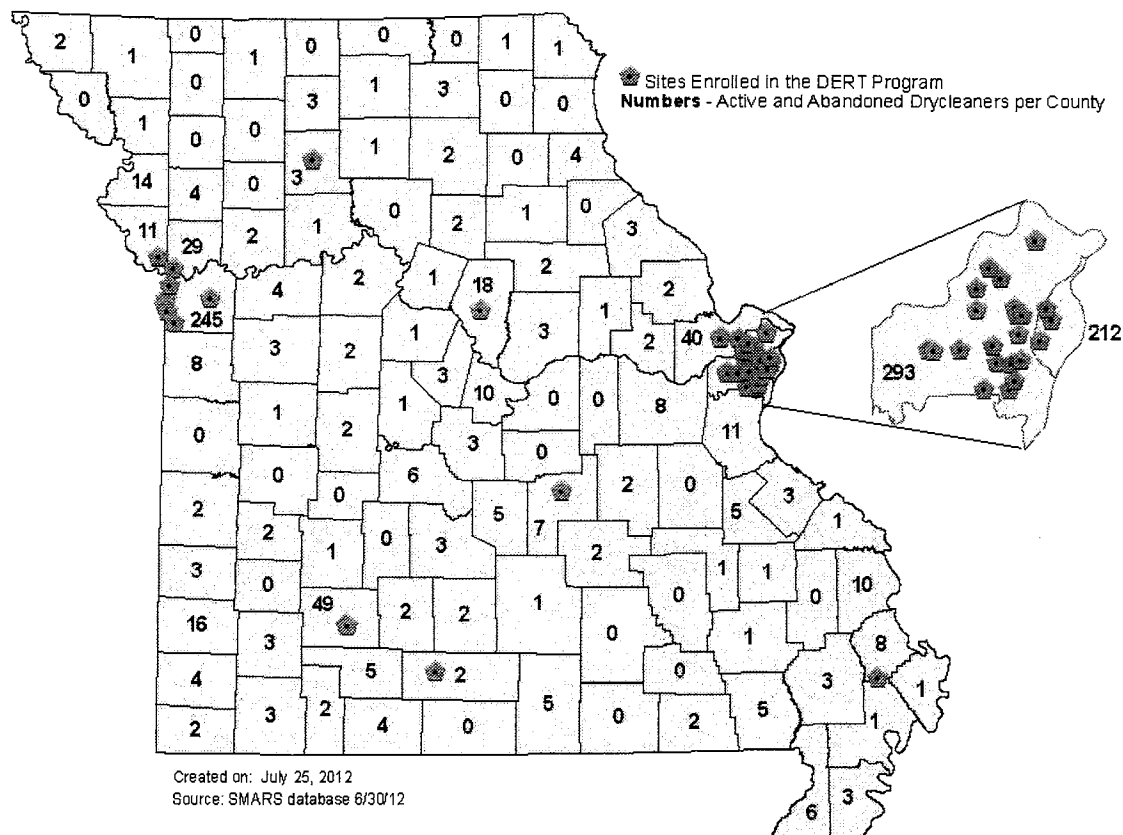 Sites Enrolled in the DERT Program
Numbers - Active and Abandoned Drycleaners per County
2 1 0 1 0 0 0 1 1
0 0 1 3
1 0 0 3 0 0
14 4 0 3 1 2 0 4
11 29 2 1 0 2 1 0 3
245 4 2 1 18 2 2
8 3 2 1 3 1 2 40
3 10 0 0 8 293 212
0 1 2 1 3 0 11
2 0 0 6 5 7 2 0 5 3 1
3 2 1 0 3 2 1 1 0 10
0
16 49 2 2 1 0 0 1 8
3
4 5 2 0 3 1
2 3 2 4 0 5 0 2 5 1
6 3
Created on: July 25, 2012
Source: SMARS database 6/30/12